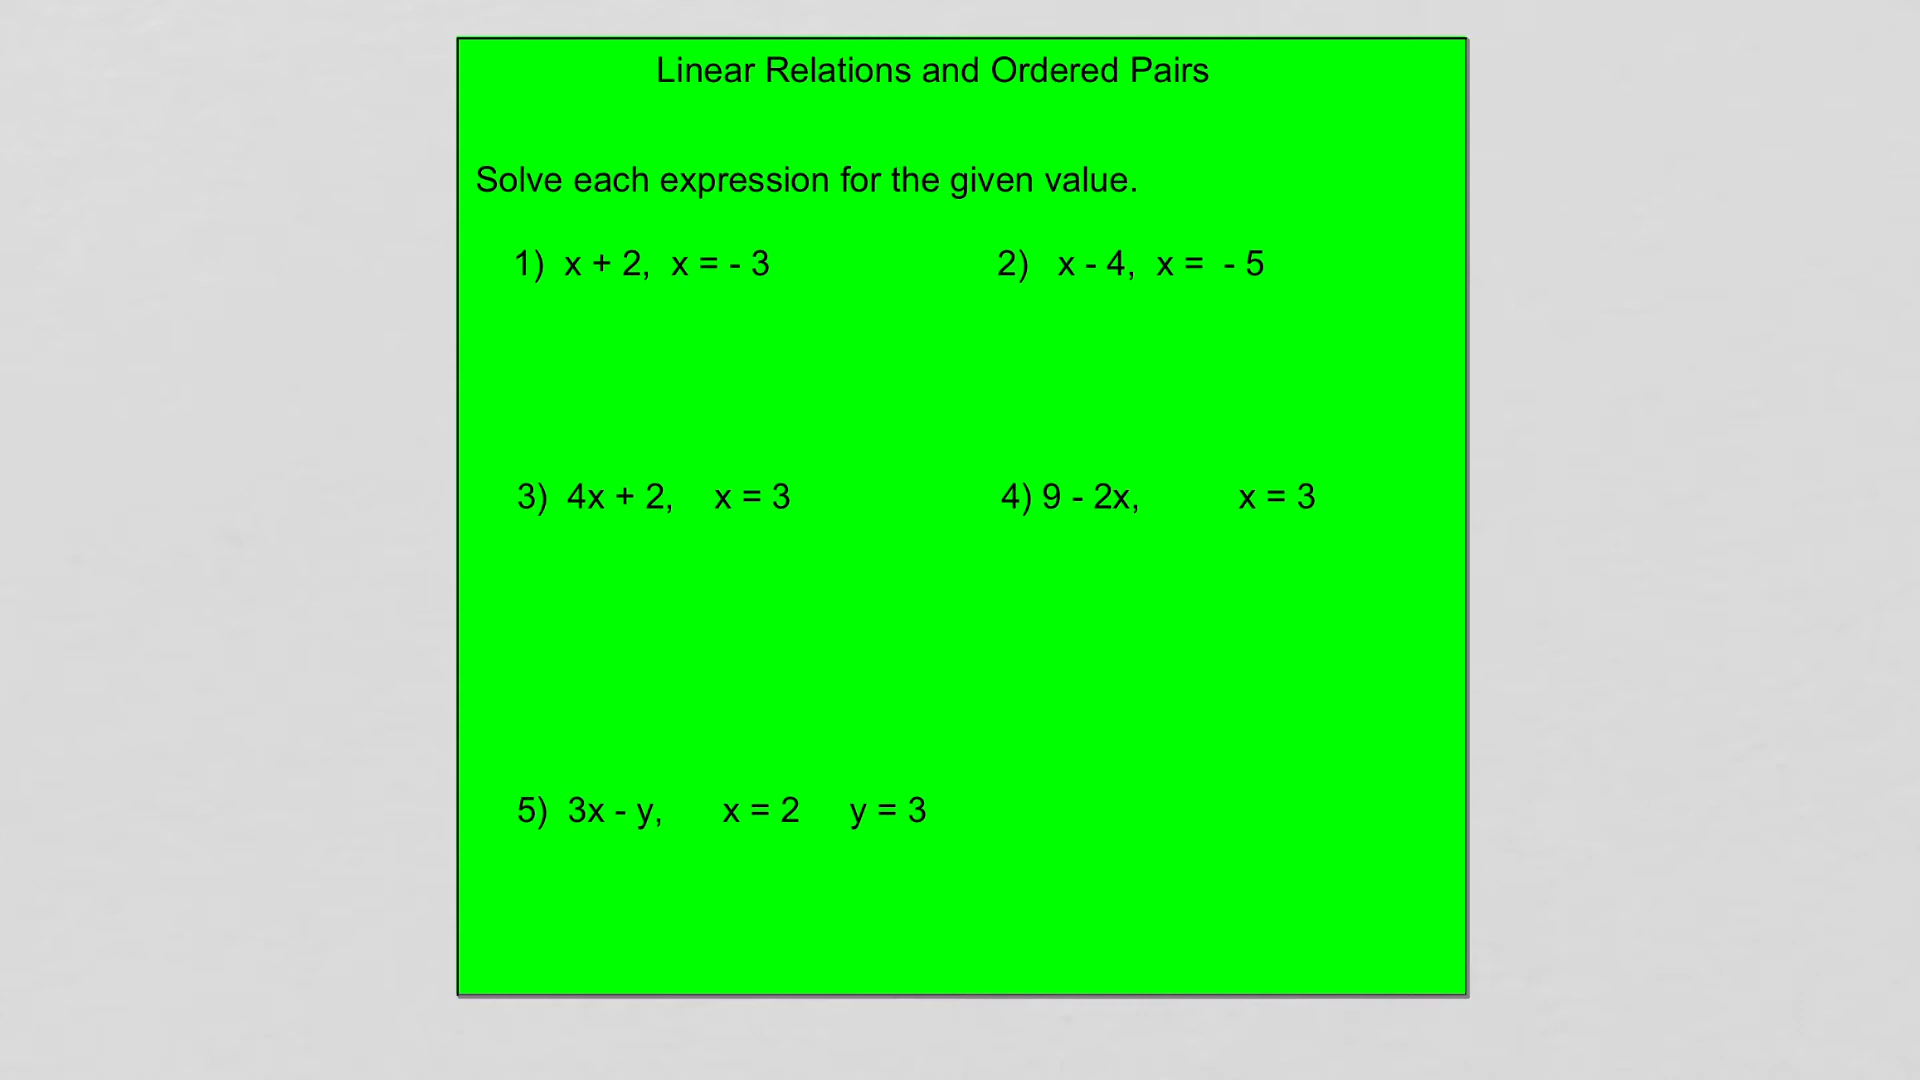 Linear Relations and Ordered Pairs
Solve each expression for the given value.
1)  x + 2,  x = - 3
2)   x - 4,  x =  - 5
3)  4x + 2,    x = 3
4) 9 - 2x,          x = 3
5)  3x - y,      x = 2     y = 3